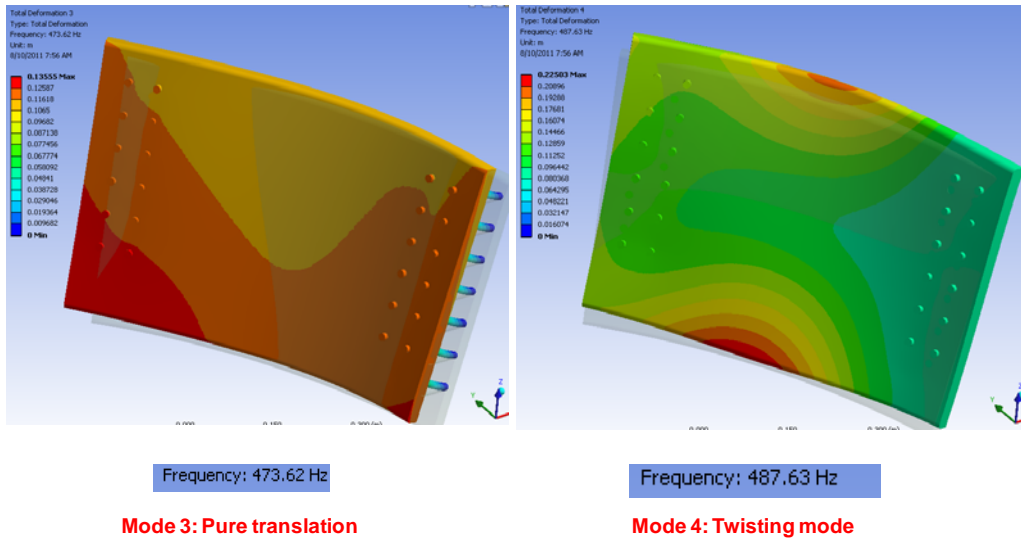 Total Deformation 3
Type: Total Deformation
Frequency: 473.62 Hz
Unit: m
8/10/2011 7:56 AM
0.13555 Max
0.12587
0.11618
0.1065
0.09682
0.087138
0.077456
0.067774
0.058092
0.04841
0.038728
0.029046
0.019364
0.009682
0 Min
Z
Y
0.000
0.150
0.300 (m)
Total Deformation 4
Type: Total Deformation
Frequency: 487.63 Hz
Unit: m
8/10/2011 7:56 AM
0.22503 Max
0.20896
0.19288
0.17681
0.16074
0.14466
0.12859
0.11252
0.096442
0.080368
0.064295
0.048221
0.032147
0.016074
0 Min
Z
Y
0.000
0.150
0.300 (m)
Frequency: 473.62 Hz
Frequency: 487.63 Hz
Mode 3: Pure translation
Mode 4: Twisting mode